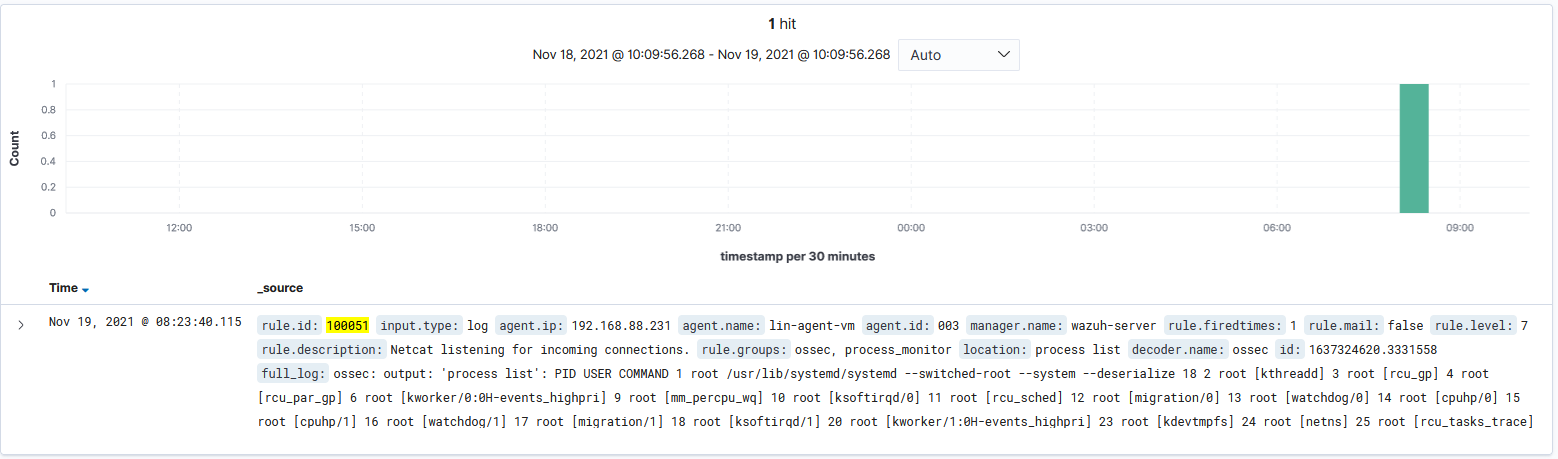 1 hit
Nov 18, 2021 @ 10:09:56.268 - Nov 19, 2021 @ 10:09:56.268 Auto
1
0.8
0.6
0.4
0.2
0
Count
12:00 15:00 18:00 21:00 00:00 03:00 06:00 09:00
timestamp per 30 minutes
Time _source
Nov 19, 2021 @ 08:23:40.115 rule.id: 100051 input.type: log agent.ip: 192.168.88.231 agent.name: lin-agent-vm agent.id: 003 manager.name: wazuh-server rule.firedtimes: 1 rule.mail: false rule.level: 7
rule.description: Netcat listening for incoming connections. rule.groups: ossec, process_monitor location: process list decoder.name: ossec id: 1637324620.3331558
full_log: ossec: output: 'process list': PID USER COMMAND 1 root /usr/lib/systemd/systemd --switched-root --system --deserialize 18 2 root [kthreadd] 3 root [rcu_gp] 4 root
[rcu_par_gp] 6 root [kworker/0:0H-events_highpri] 9 root [mm_percpu_wq] 10 root [ksoftirqd/0] 11 root [rcu_sched] 12 root [migration/0] 13 root [watchdog/0] 14 root [cpuhp/0] 15
root [cpuhp/1] 16 root [watchdog/1] 17 root [migration/1] 18 root [ksoftirqd/1] 20 root [kworker/1:0H-events_highpri] 23 root [kdevtmpfs] 24 root [netns] 25 root [rcu_tasks_trace]